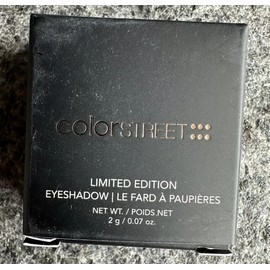 colorSTREET
LIMITED EDITION
EYESHADOW | LE FARD À PAUPIÈRES
NET WT. / POIDS.NET
2 g / 0.07 oz.